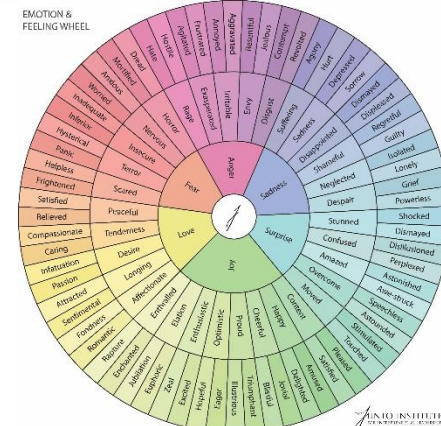 EMOTION &
FEELING WHEEL
Anger
Sadness
Surprise
Joy
Love
Fear
Rage
Exasperated
Irritable
Envy
Disgust
Suffering
Sadness
Disappointed
Shameful
Neglected
Despair
Stunned
Confused
Amazed
Overcome
Moved
Content
Happy
Cheerful
Proud
Optimistic
Enthusiastic
Elation
Enthralled
Affectionate
Longing
Desire
Tenderness
Peaceful
Scared
Terror
Insecure
Nervous
Horror
Hate
Hostile
Agitated
Frustrated
Annoyed
Aggravated
Resentful
Jealous
Contempt
Revolted
Agony
Hurt
Depressed
Sorrow
Dismayed
Displeased
Regretful
Guilty
Isolated
Lonely
Grief
Powerless
Shocked
Dismayed
Disillusioned
Perplexed
Astonished
Awe-struck
Speechless
Astounded
Stimulated
Touched
Pleased
Satisfied
Amused
Delighted
Jovial
Blissful
Triumphant
Illustrious
Eager
Hopeful
Excited
Zeal
Euphoric
Jubilation
Enchanted
Rapture
Romantic
Fondness
Sentimental
Attracted
Passion
Infatuation
Caring
Compassionate
Relieved
Satisfied
Frightened
Helpless
Panic
Hysterical
Inferior
Inadequate
Worried
Anxious
Mortified
Dread
JUNTO INSTITUTE